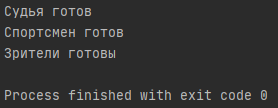 Судья готов
Спортсмен готов
Зрители готовы
Process finished with exit code 0